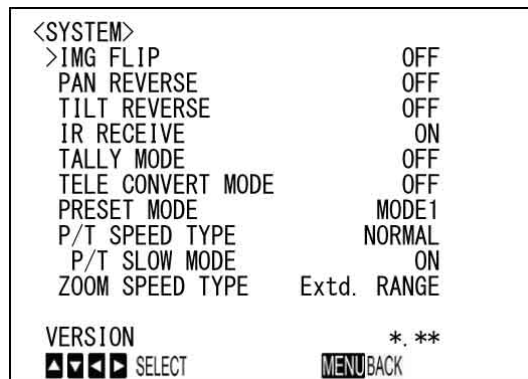 <SYSTEM>
>IMG FLIP OFF
PAN REVERSE OFF
TILT REVERSE OFF
IR RECEIVE ON
TALLY MODE OFF
TELE CONVERT MODE OFF
PRESET MODE MODE1
P/T SPEED TYPE NORMAL
P/T SLOW MODE ON
ZOOM SPEED TYPE Extd. RANGE
VERSION *.**
▲▼◀▶ SELECT MENU BACK